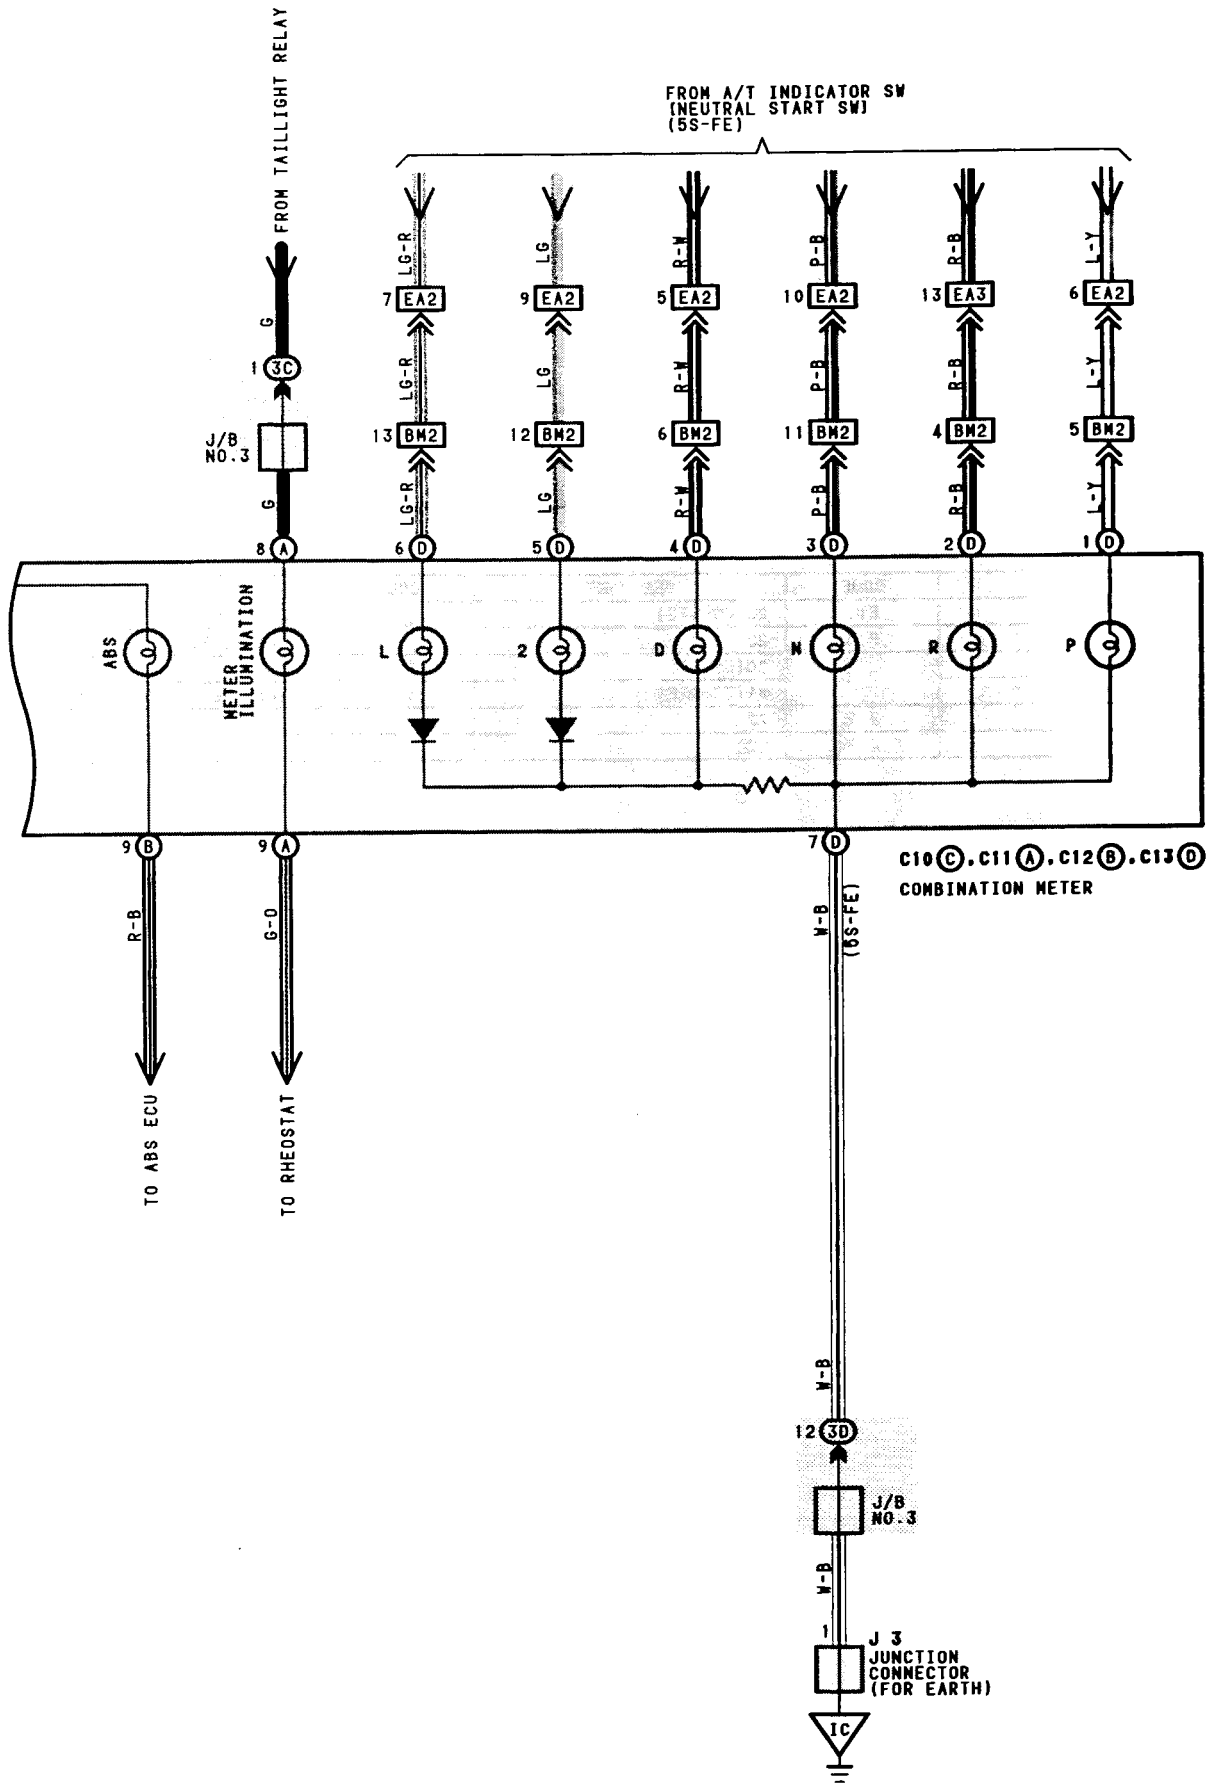 FROM TAILLIGHT RELAY
FROM A/T INDICATOR SW
[NEUTRAL START SW]
(5S-FE)
G
LG-R
LG
R-W
P-B
R-B
L-Y
7 EA2
9 EA2
5 EA2
10 EA2
13 EA3
6 EA2
1 3C
LG-R
LG
R-W
P-B
R-B
L-Y
J/B
NO.3
13 BM2
12 BM2
6 BM2
11 BM2
4 BM2
5 BM2
G
LG-R
LG
R-W
P-B
R-B
L-Y
8 A
6 D
5 D
4 D
3 D
2 D
1 D
ABS
METER
ILLUMINATION
L
2
D
N
R
P
9 B
9 A
7 D
C10 C, C11 A, C12 B, C13 D
COMBINATION METER
R-B
G-O
W-B
(5S-FE)
TO ABS ECU
TO RHEOSTAT
W-B
12 3D
J/B
NO.3
W-B
1
J 3
JUNCTION
CONNECTOR
(FOR EARTH)
IC